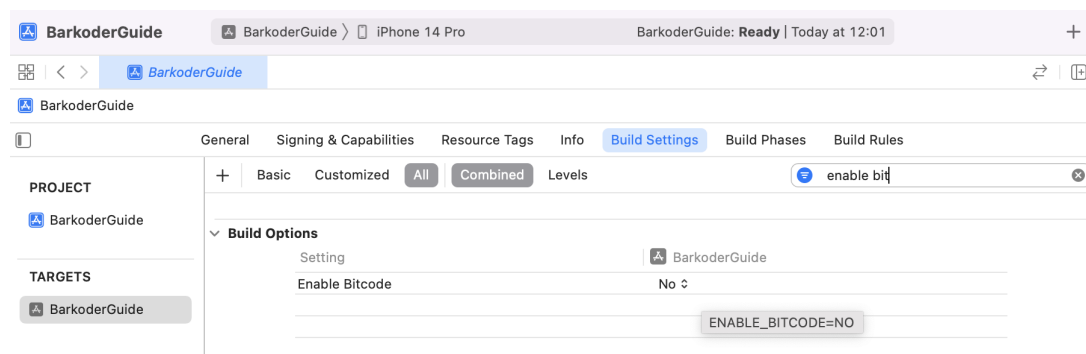 BarkoderGuide
BarkoderGuide 〉 iPhone 14 Pro
BarkoderGuide: Ready | Today at 12:01
BarkoderGuide
BarkoderGuide
General Signing & Capabilities Resource Tags Info Build Settings Build Phases Build Rules
PROJECT
BarkoderGuide
TARGETS
BarkoderGuide
Basic Customized All Combined Levels
enable bit
Build Options
Setting BarkoderGuide
Enable Bitcode No
ENABLE_BITCODE=NO